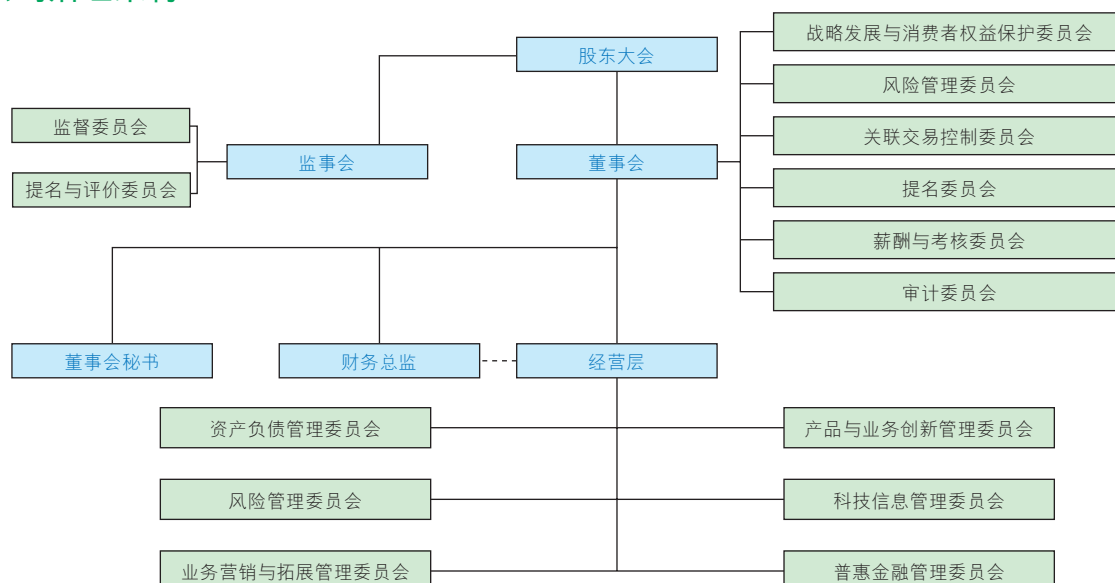 股东大会
战略发展与消费者权益保护委员会
风险管理委员会
关联交易控制委员会
提名委员会
薪酬与考核委员会
审计委员会
监督委员会
提名与评价委员会
监事会
董事会
董事会秘书
财务总监
经营层
资产负债管理委员会
产品与业务创新管理委员会
风险管理委员会
科技信息管理委员会
业务营销与拓展管理委员会
普惠金融管理委员会